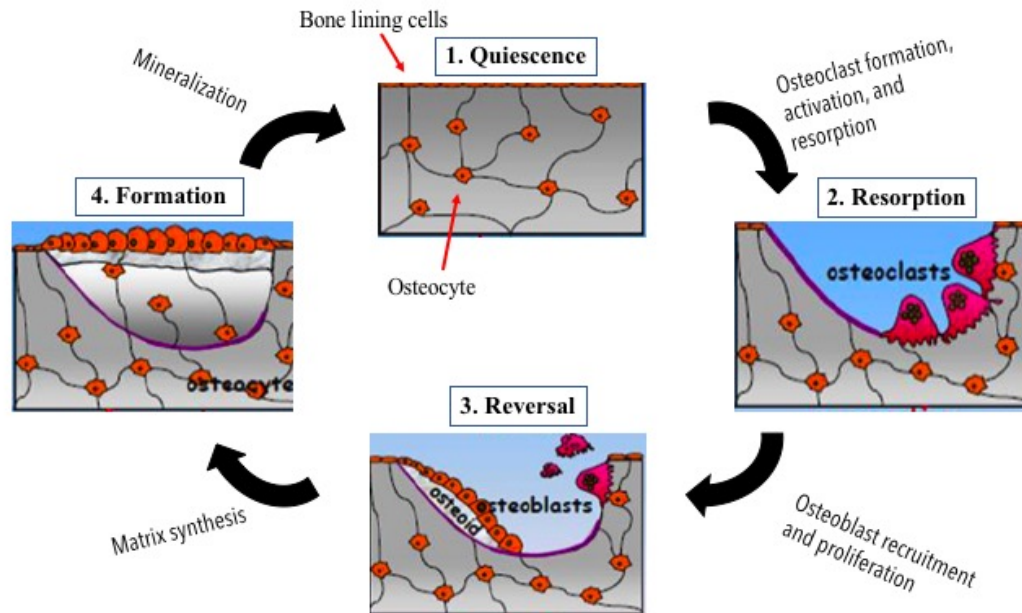 Bone lining cells
1. Quiescence
Mineralization
Osteoclast formation,
activation, and
resorption
4. Formation
2. Resorption
osteoclasts
Osteocyte
osteocyte
3. Reversal
osteoid
osteoblasts
Matrix synthesis
Osteoblast recruitment
and proliferation